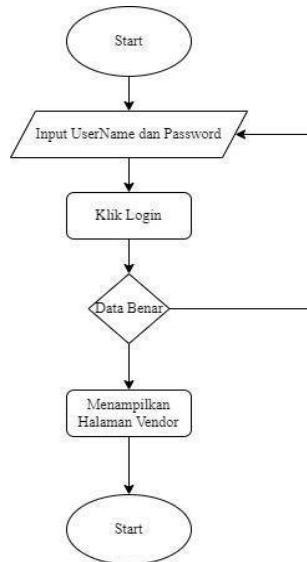 Start
Input UserName dan Password
Klik Login
Data Benar
Menampilkan
Halaman Vendor
Start